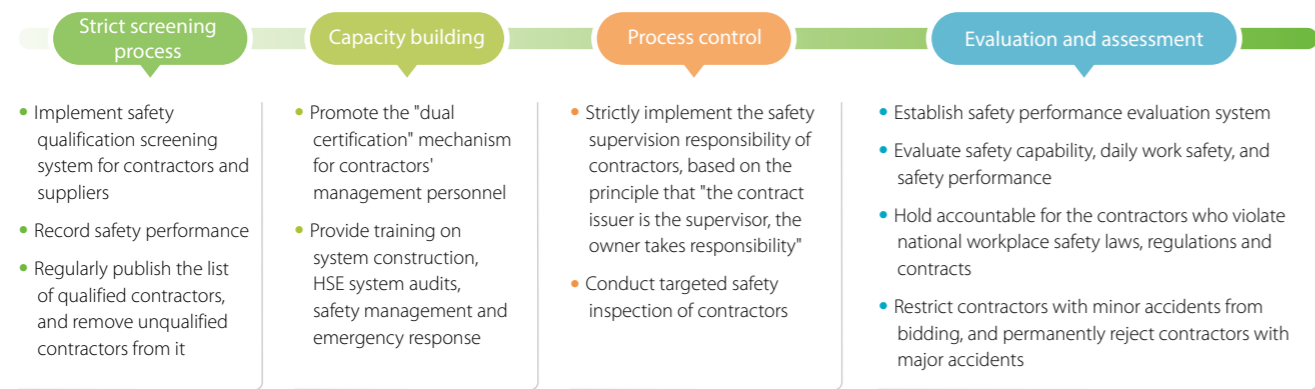 Strict screening
process
Capacity building
Process control
Evaluation and assessment
• Implement safety
qualification screening
system for contractors and
suppliers
• Record safety performance
• Regularly publish the list
of qualified contractors,
and remove unqualified
contractors from it
• Promote the "dual
certification" mechanism
for contractors'
management personnel
• Provide training on
system construction,
HSE system audits,
safety management and
emergency response
• Strictly implement the safety
supervision responsibility of
contractors, based on the
principle that "the contract
issuer is the supervisor, the
owner takes responsibility"
• Conduct targeted safety
inspection of contractors
• Establish safety performance evaluation system
• Evaluate safety capability, daily work safety, and
safety performance
• Hold accountable for the contractors who violate
national workplace safety laws, regulations and
contracts
• Restrict contractors with minor accidents from
bidding, and permanently reject contractors with
major accidents